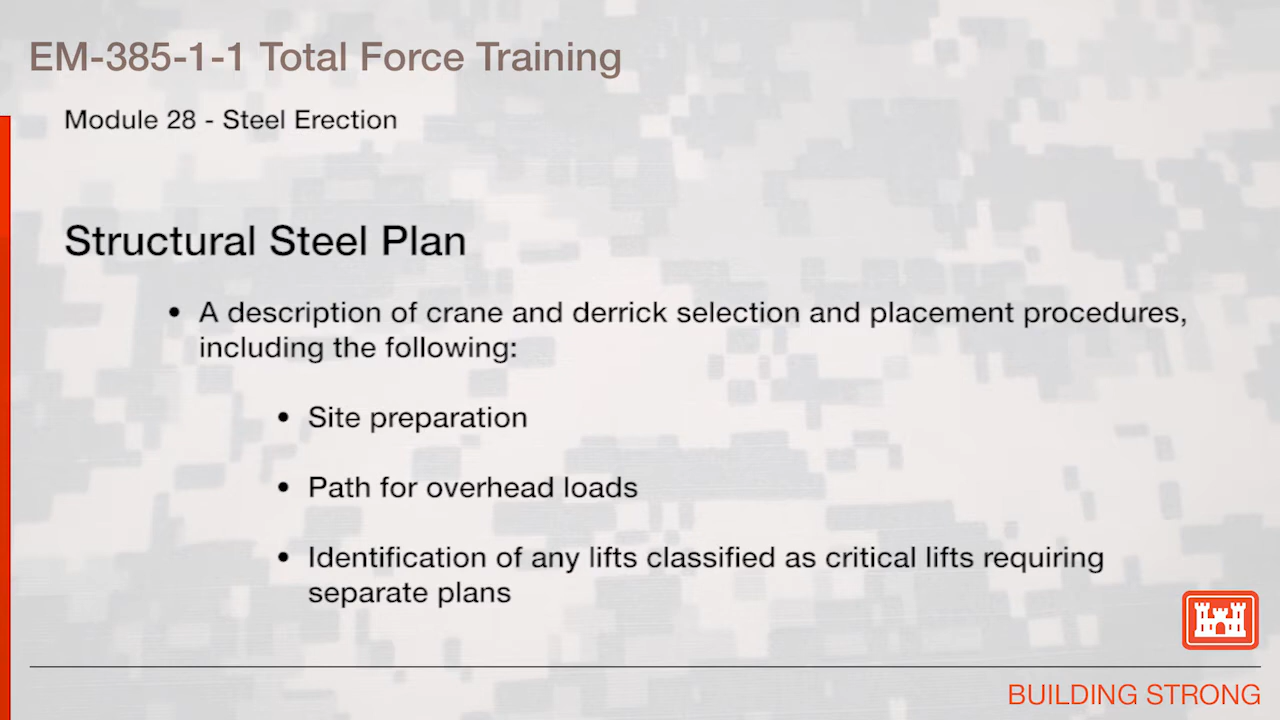 EM-385-1-1 Total Force Training
Module 28 - Steel Erection
Structural Steel Plan
• A description of crane and derrick selection and placement procedures,
including the following:
• Site preparation
• Path for overhead loads
• Identification of any lifts classified as critical lifts requiring
separate plans
BUILDING STRONG